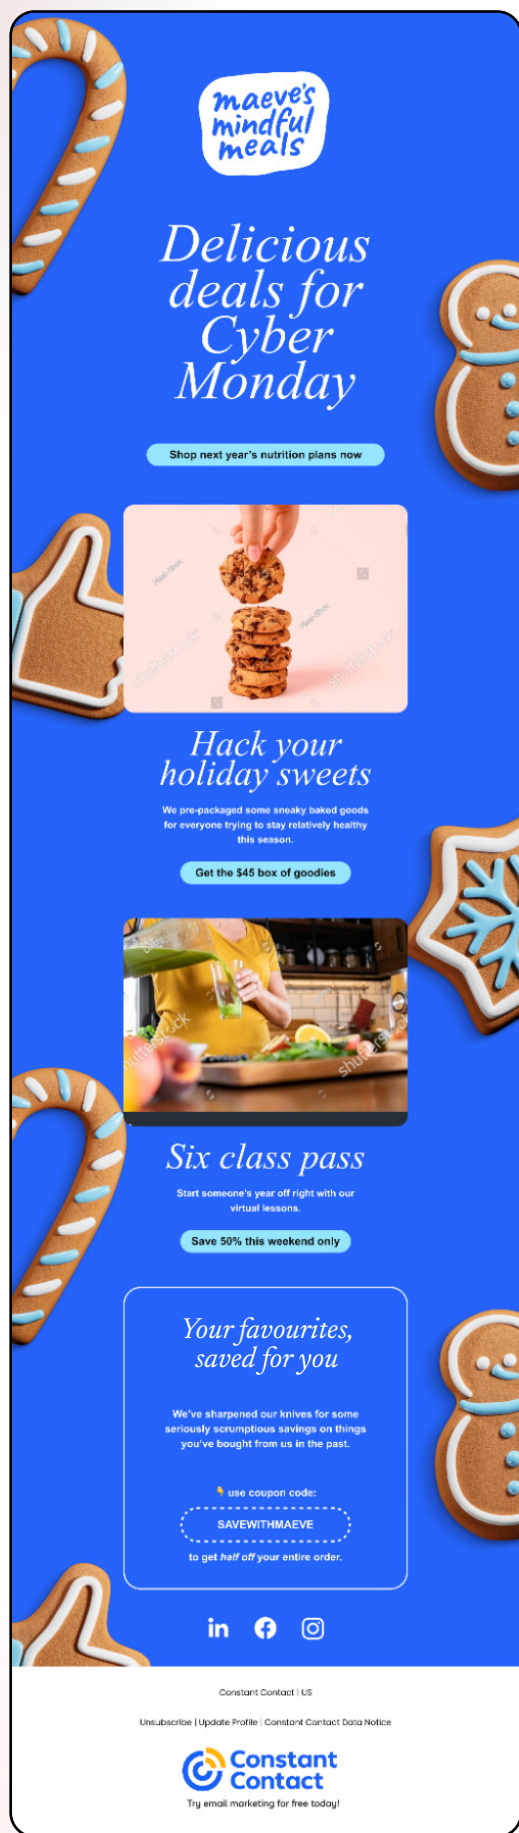 maeve's
mindful
meals
Delicious
deals for
Cyber
Monday
Shop next year's nutrition plans now
shutterstock
shutterstock
Hack your
holiday sweets
We pre-packaged some sneaky baked goods
for everyone trying to stay relatively healthy
this season.
Get the $45 box of goodies
shutterstock
shutterstock
Six class pass
Start someone's year off right with our
virtual lessons.
Save 50% this weekend only
Your favourites,
saved for you
We've sharpened our knives for some
seriously scrumptious savings on things
you've bought from us in the past.
👇 use coupon code:
SAVEWITHMAEVE
to get half off your entire order.
in
Constant Contact | US
Unsubscribe | Update Profile | Constant Contact Data Notice
Constant
Contact
Try email marketing for free today!